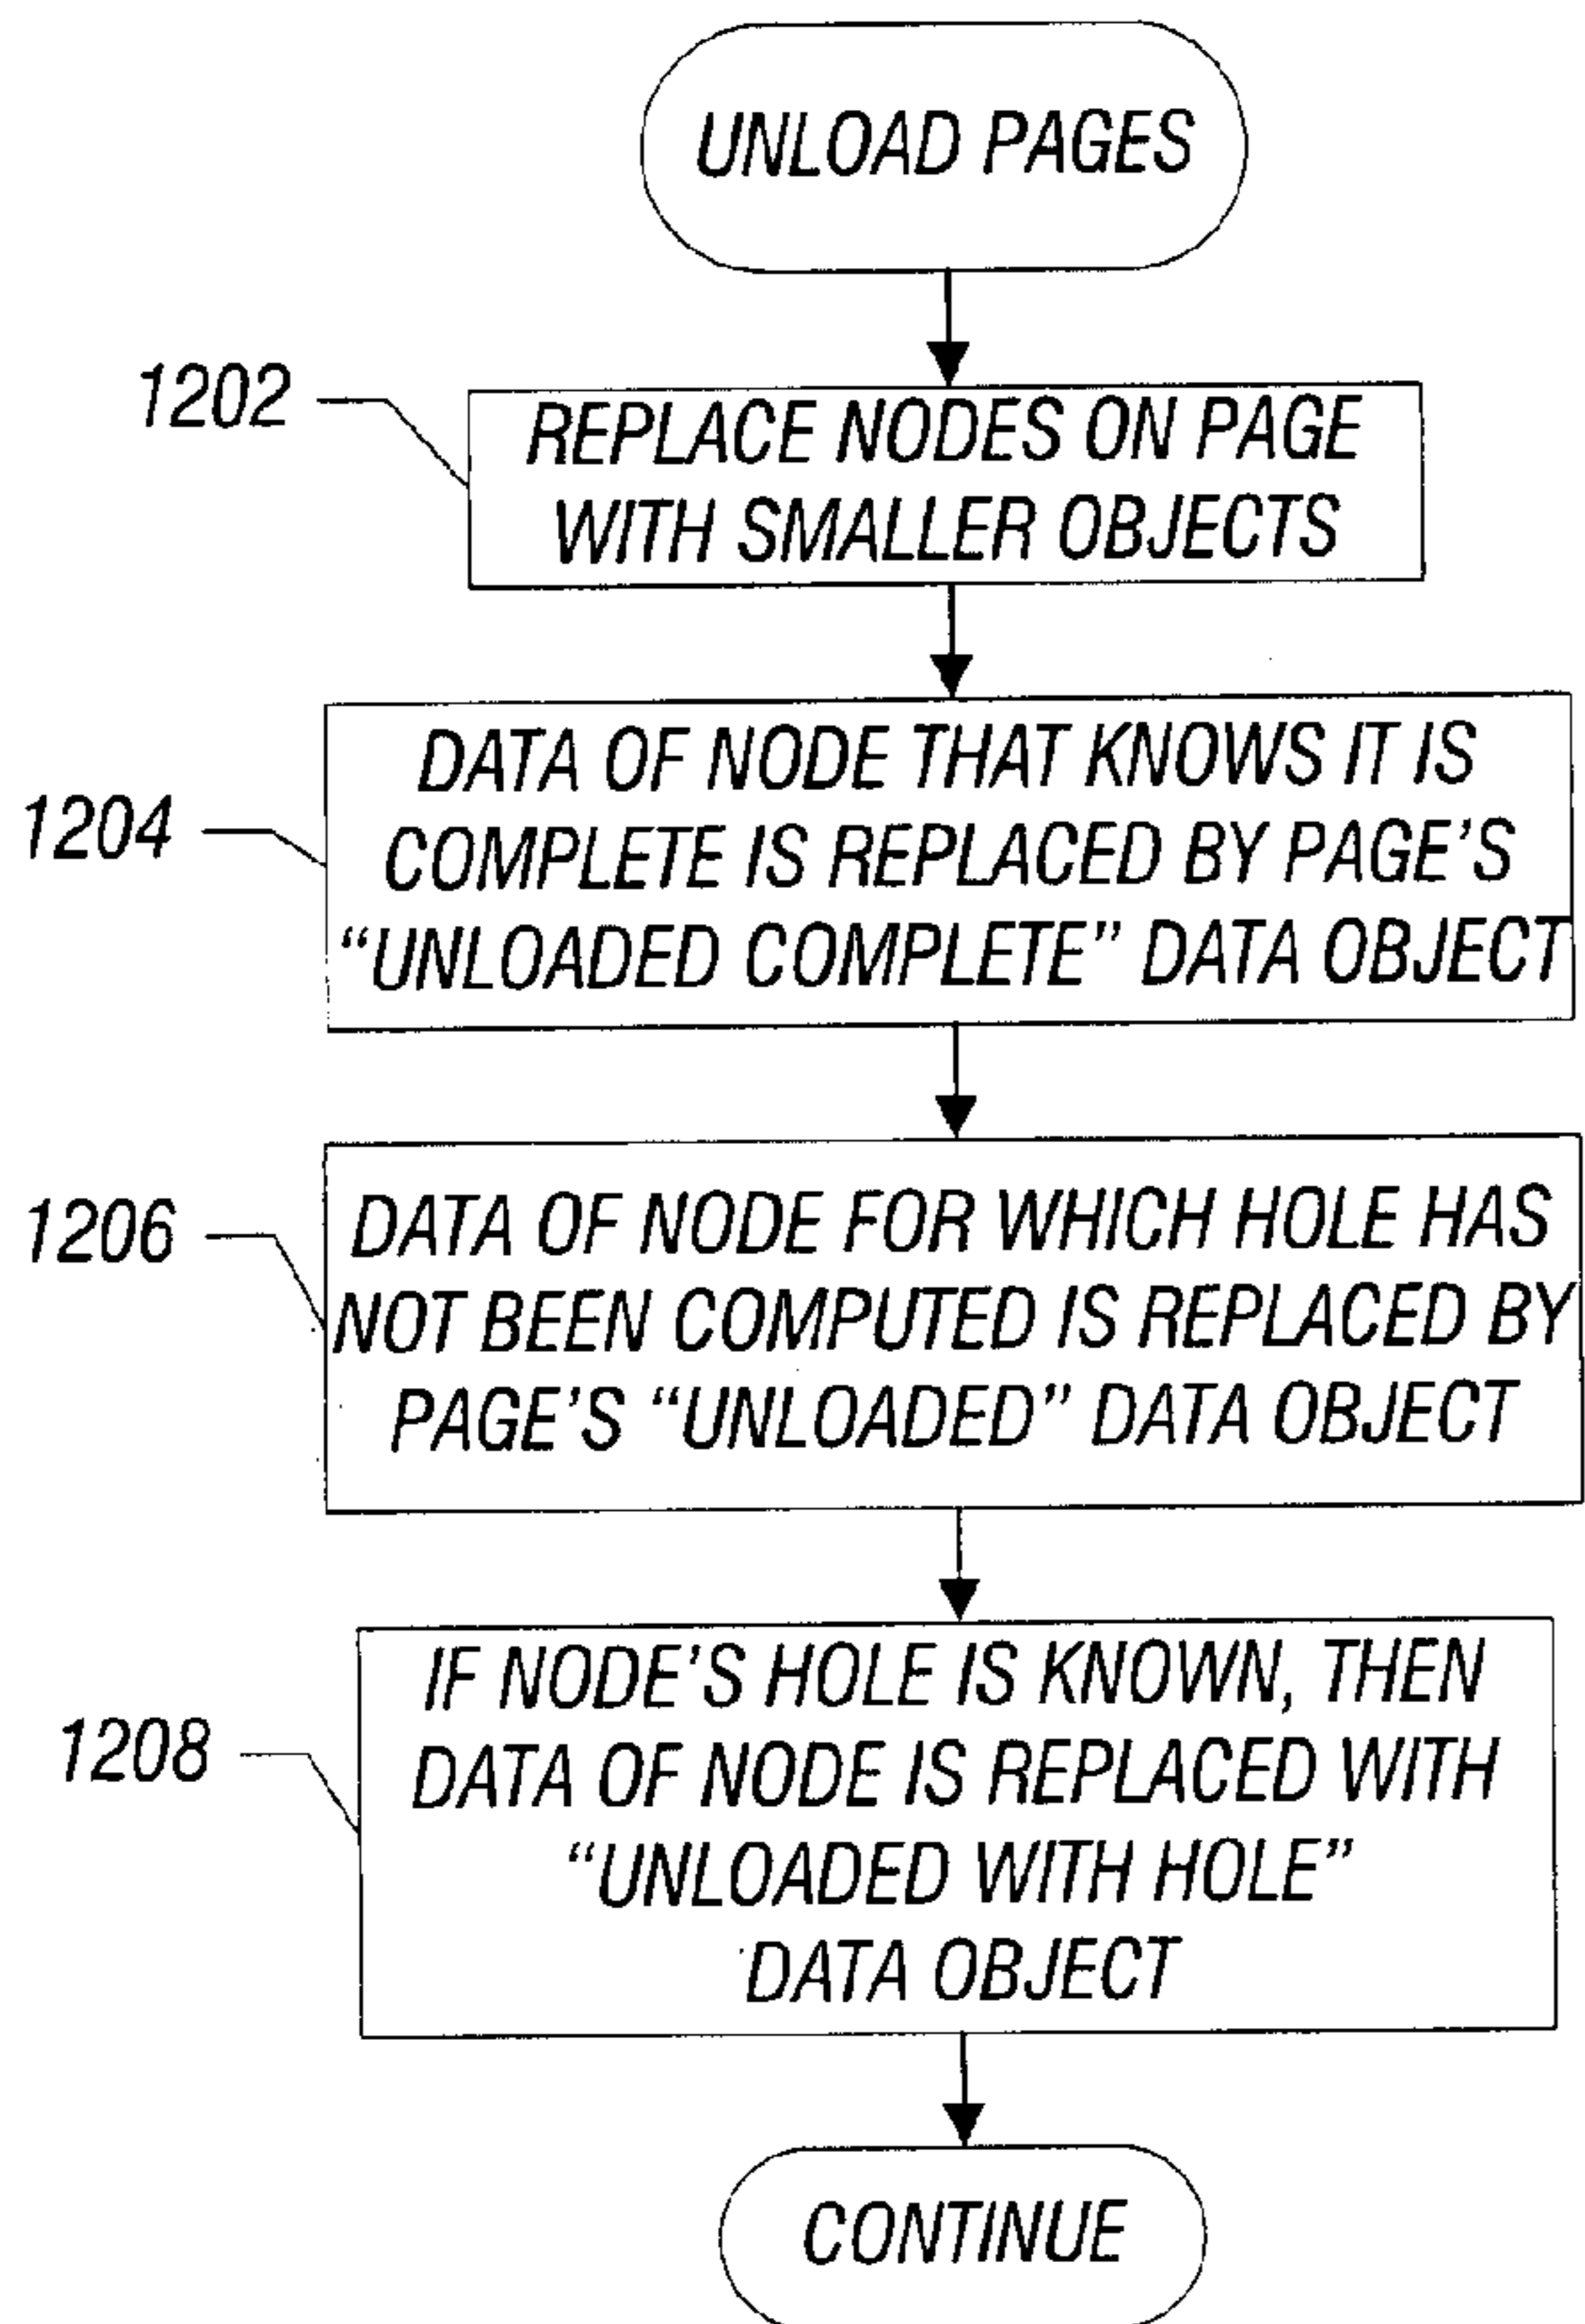 UNLOAD PAGES
1202
REPLACE NODES ON PAGE
WITH SMALLER OBJECTS
1204
DATA OF NODE THAT KNOWS IT IS
COMPLETE IS REPLACED BY PAGE'S
“UNLOADED COMPLETE” DATA OBJECT
1206
DATA OF NODE FOR WHICH HOLE HAS
NOT BEEN COMPUTED IS REPLACED BY
PAGE'S “UNLOADED” DATA OBJECT
1208
IF NODE'S HOLE IS KNOWN, THEN
DATA OF NODE IS REPLACED WITH
“UNLOADED WITH HOLE”
DATA OBJECT
CONTINUE